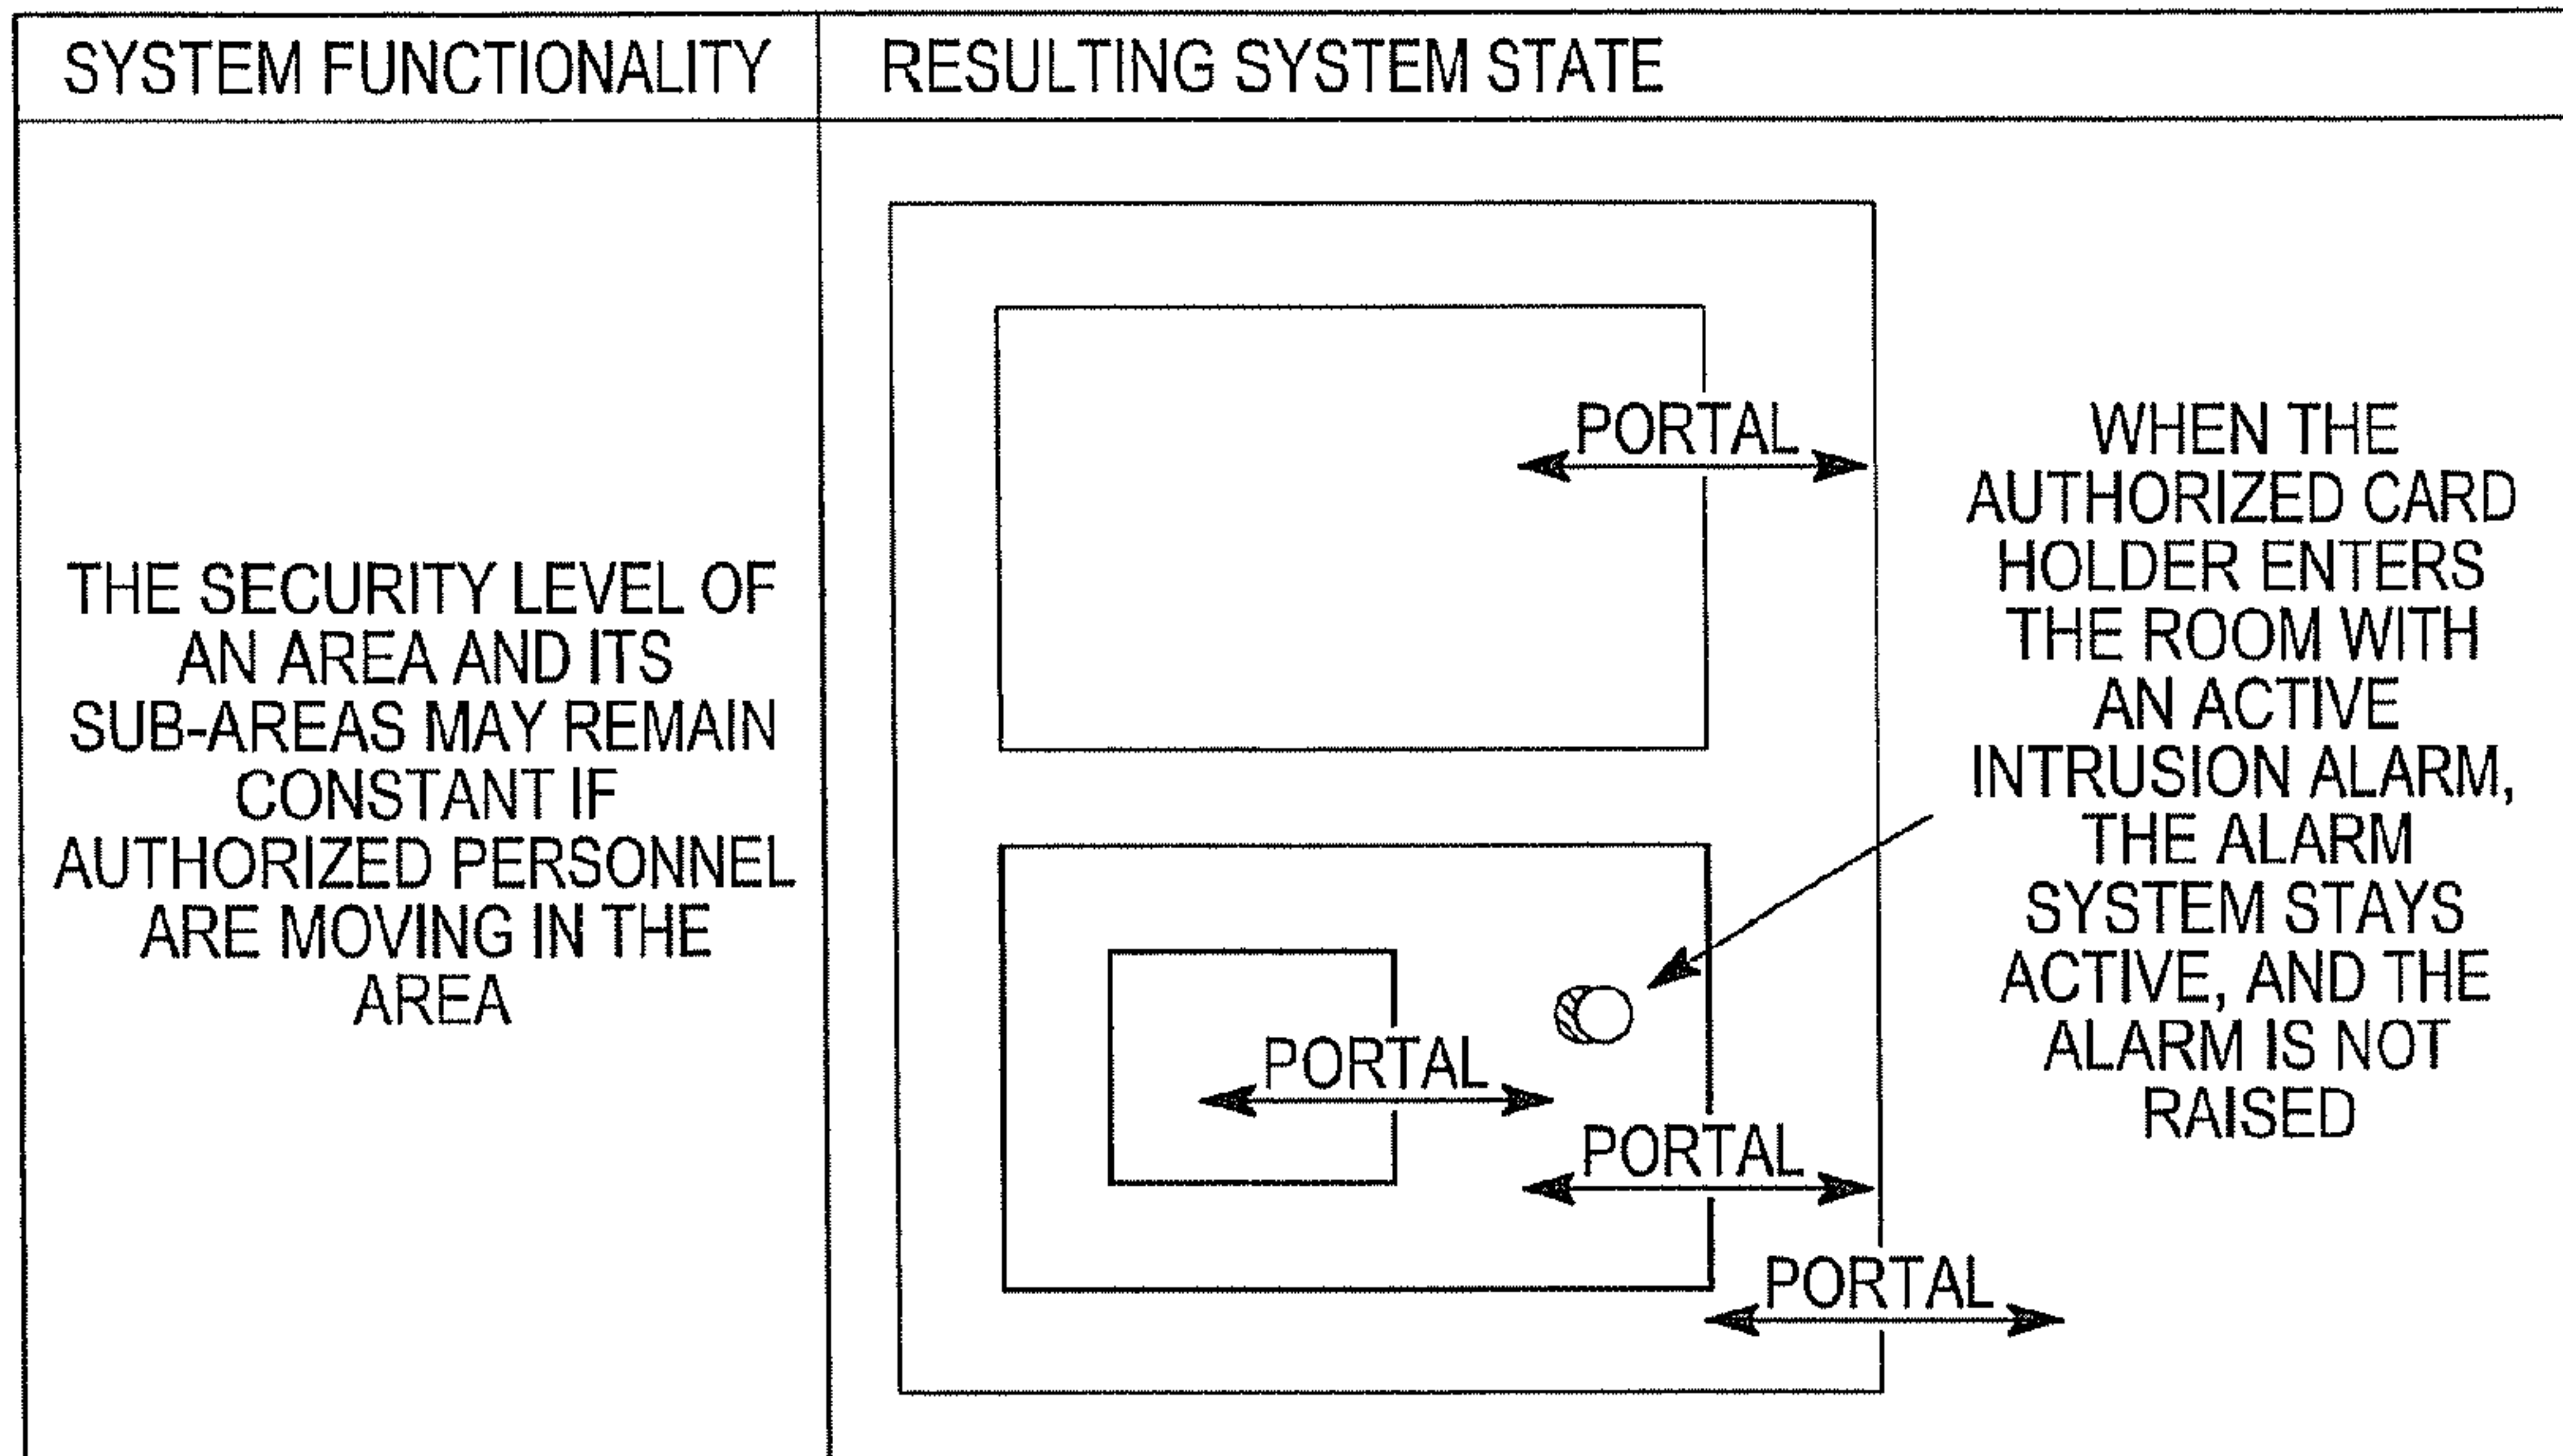 SYSTEM FUNCTIONALITY
RESULTING SYSTEM STATE
THE SECURITY LEVEL OF
AN AREA AND ITS
SUB-AREAS MAY REMAIN
CONSTANT IF
AUTHORIZED PERSONNEL
ARE MOVING IN THE
AREA
PORTAL
PORTAL
PORTAL
PORTAL
WHEN THE
AUTHORIZED CARD
HOLDER ENTERS
THE ROOM WITH
AN ACTIVE
INTRUSION ALARM,
THE ALARM
SYSTEM STAYS
ACTIVE, AND THE
ALARM IS NOT
RAISED